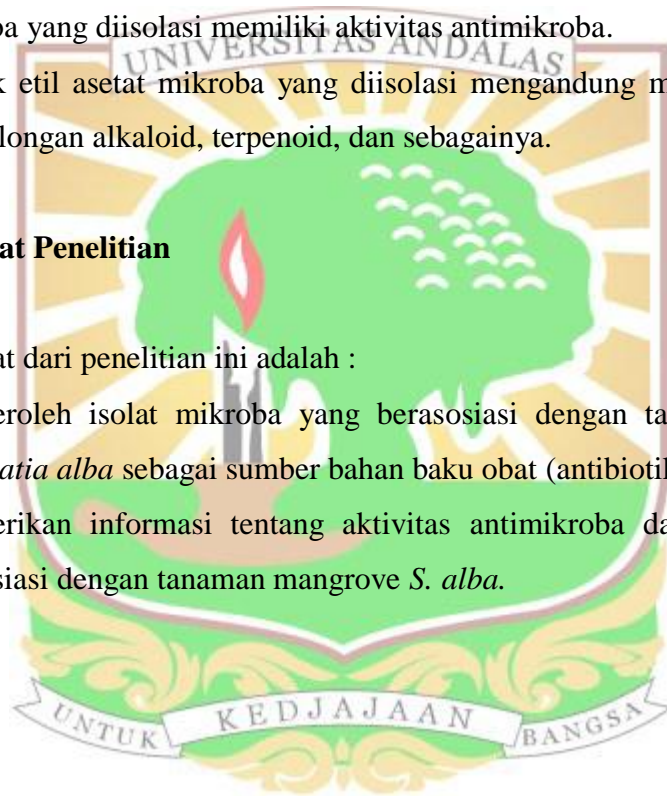 ba yang diisolasi memiliki aktivitas antimikroba.
UNIVERSITAS ANDALAS
k etil asetat mikroba yang diisolasi mengandung m
longan alkaloid, terpenoid, dan sebagainya.
at Penelitian
at dari penelitian ini adalah :
eroleh isolat mikroba yang berasosiasi dengan ta
atia alba sebagai sumber bahan baku obat (antibiotik
erikan informasi tentang aktivitas antimikroba da
siasi dengan tanaman mangrove S. alba.
UNTUK KEDJAJAAN BANGSA